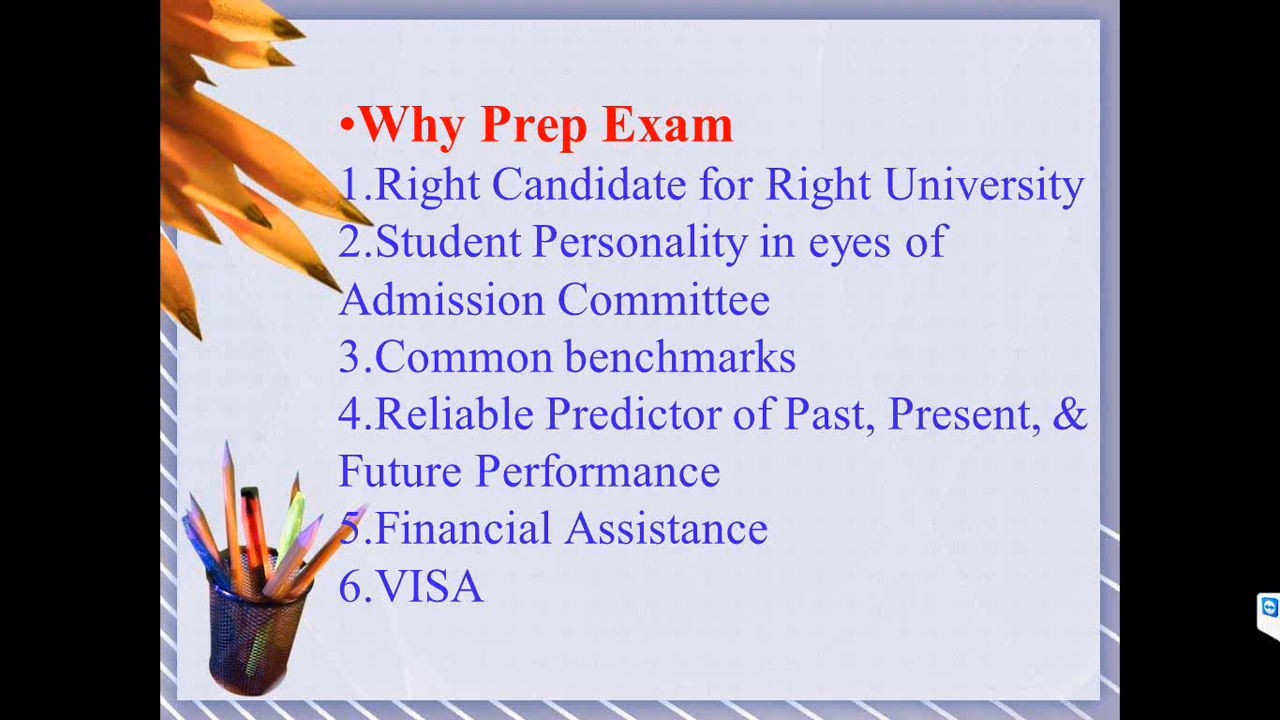 •Why Prep Exam
1.Right Candidate for Right University
2.Student Personality in eyes of
Admission Committee
3.Common benchmarks
4.Reliable Predictor of Past, Present, &
Future Performance
5.Financial Assistance
6.VISA